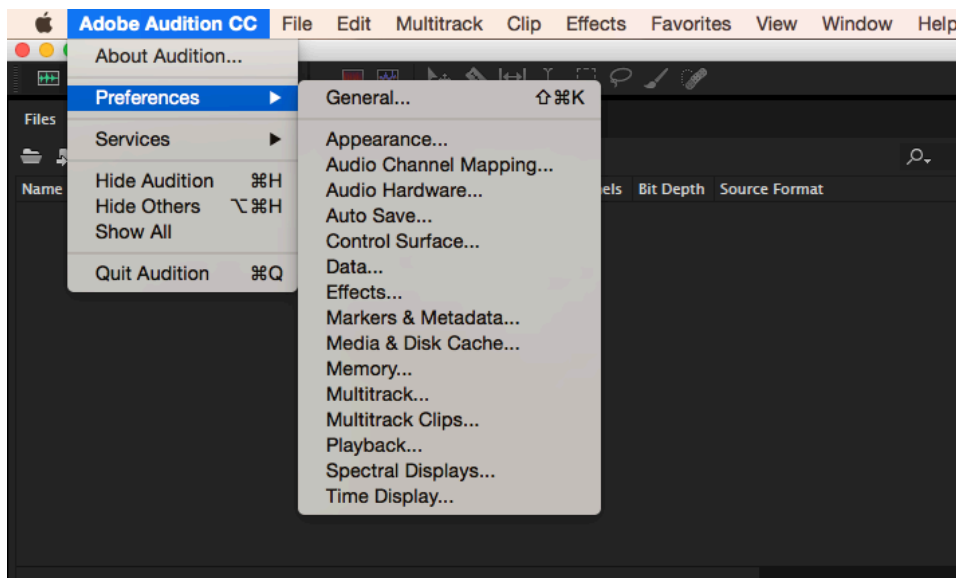 Adobe Audition CC File Edit Multitrack Clip Effects Favorites View Window Help
About Audition...
Preferences ▶
Services ▶
Hide Audition ⌘H
Hide Others ⌥⌘H
Show All
Quit Audition ⌘Q
General... ⇧⌘K
Appearance...
Audio Channel Mapping...
Audio Hardware...
Auto Save...
Control Surface...
Data...
Effects...
Markers & Metadata...
Media & Disk Cache...
Memory...
Multitrack...
Multitrack Clips...
Playback...
Spectral Displays...
Time Display...
Files
Name els Bit Depth Source Format